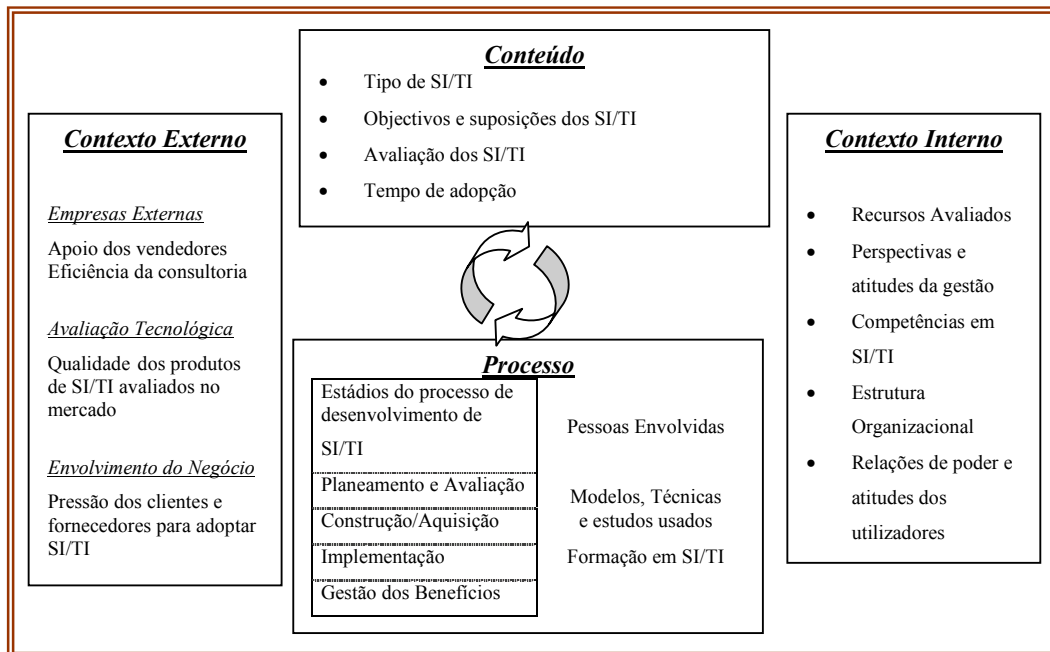 Conteúdo
• Tipo de SI/TI
• Objectivos e suposições dos SI/TI
• Avaliação dos SI/TI
• Tempo de adopção
Contexto Externo
Empresas Externas
Apoio dos vendedores
Eficiência da consultoria
Avaliação Tecnológica
Qualidade dos produtos
de SI/TI avaliados no
mercado
Envolvimento do Negócio
Pressão dos clientes e
fornecedores para adoptar
SI/TI
Processo
Estádios do processo de
desenvolvimento de
SI/TI
Planeamento e Avaliação
Construção/Aquisição
Implementação
Gestão dos Benefícios
Pessoas Envolvidas
Modelos, Técnicas
e estudos usados
Formação em SI/TI
Contexto Interno
• Recursos Avaliados
• Perspectivas e
atitudes da gestão
• Competências em
SI/TI
• Estrutura
Organizacional
• Relações de poder e
atitudes dos
utilizadores